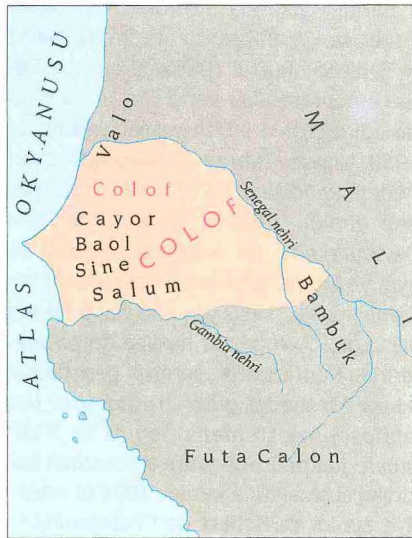 ATLAS OKYANUSU
Valo
MALI
Colof
COLOF
Senegal nehri
Cayor
Baol
Sine
Salum
Bambuk
Gambia nehri
Futa Calon